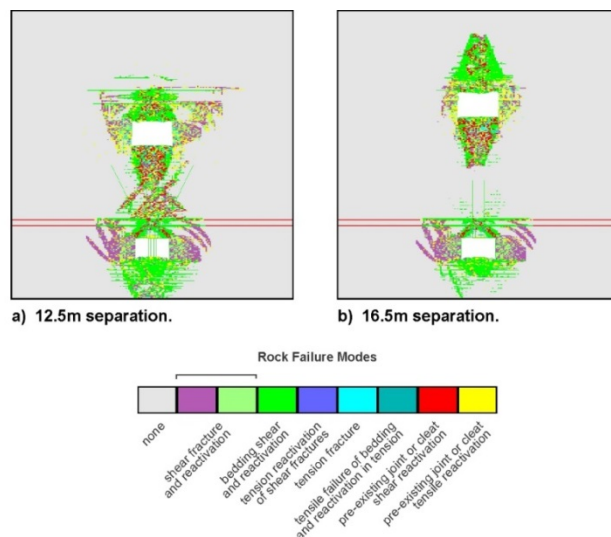 a) 12.5m separation.
b) 16.5m separation.
Rock Failure Modes
none
shear fracture
and reactivation
bedding shear
and reactivation
tension reactivation
of shear fractures
tension fracture
tensile failure of bedding
and reactivation in tension
pre-existing joint or cleat
shear reactivation
pre-existing joint or cleat
tensile reactivation